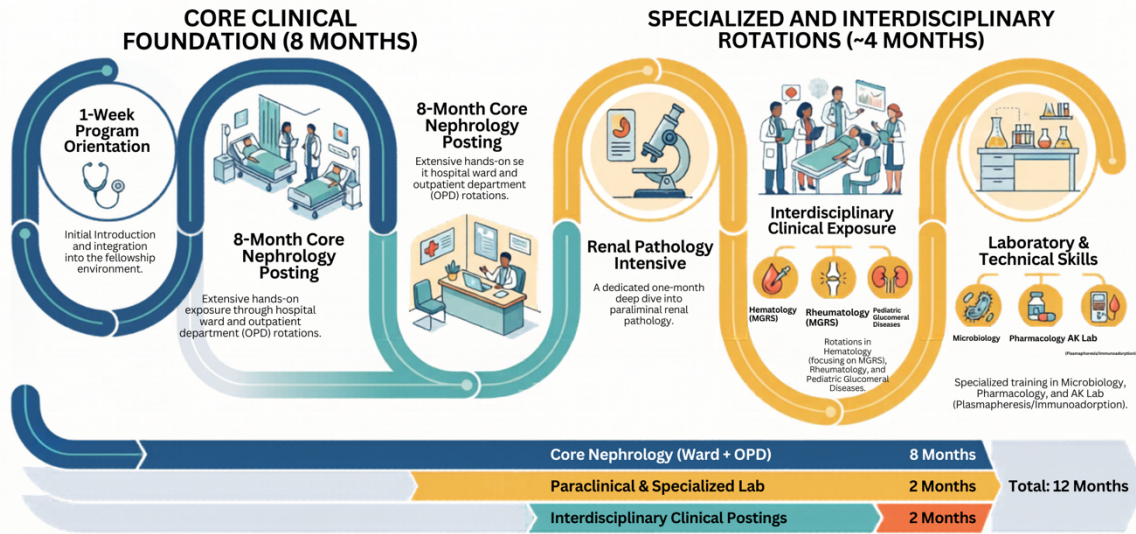 CORE CLINICAL
FOUNDATION (8 MONTHS)
SPECIALIZED AND INTERDISCIPLINARY
ROTATIONS (~4 MONTHS)
1-Week
Program
Orientation
Initial Introduction
and integration
into the fellowship
environment.
8-Month Core
Nephrology
Posting
Extensive hands-on
exposure through hospital
ward and outpatient
department (OPD) rotations.
8-Month Core
Nephrology
Posting
Extensive hands-on se
it hospital ward and
outpatient department
(OPD) rotations.
Renal Pathology
Intensive
A dedicated one-month
deep dive into
paraliminal renal
pathology.
Interdisciplinary
Clinical Exposure
Hematology
(MGRS)
Rheumatology
(MGRS)
Pediatric
Glucomeral
Diseases
Rotations in
Hematology
(focusing on MGRS),
Rheumatology, and
Pediatric Glucomeral
Diseases.
Laboratory &
Technical Skills
Microbiology
Pharmacology
AK Lab
(Plasmapheresis/Immunoadorption)
Specialized training in Microbiology,
Pharmacology, and AK Lab
(Plasmapheresis/Immunoadorption).
Core Nephrology (Ward + OPD) 8 Months
Paraclinical & Specialized Lab 2 Months
Total: 12 Months
Interdisciplinary Clinical Postings 2 Months